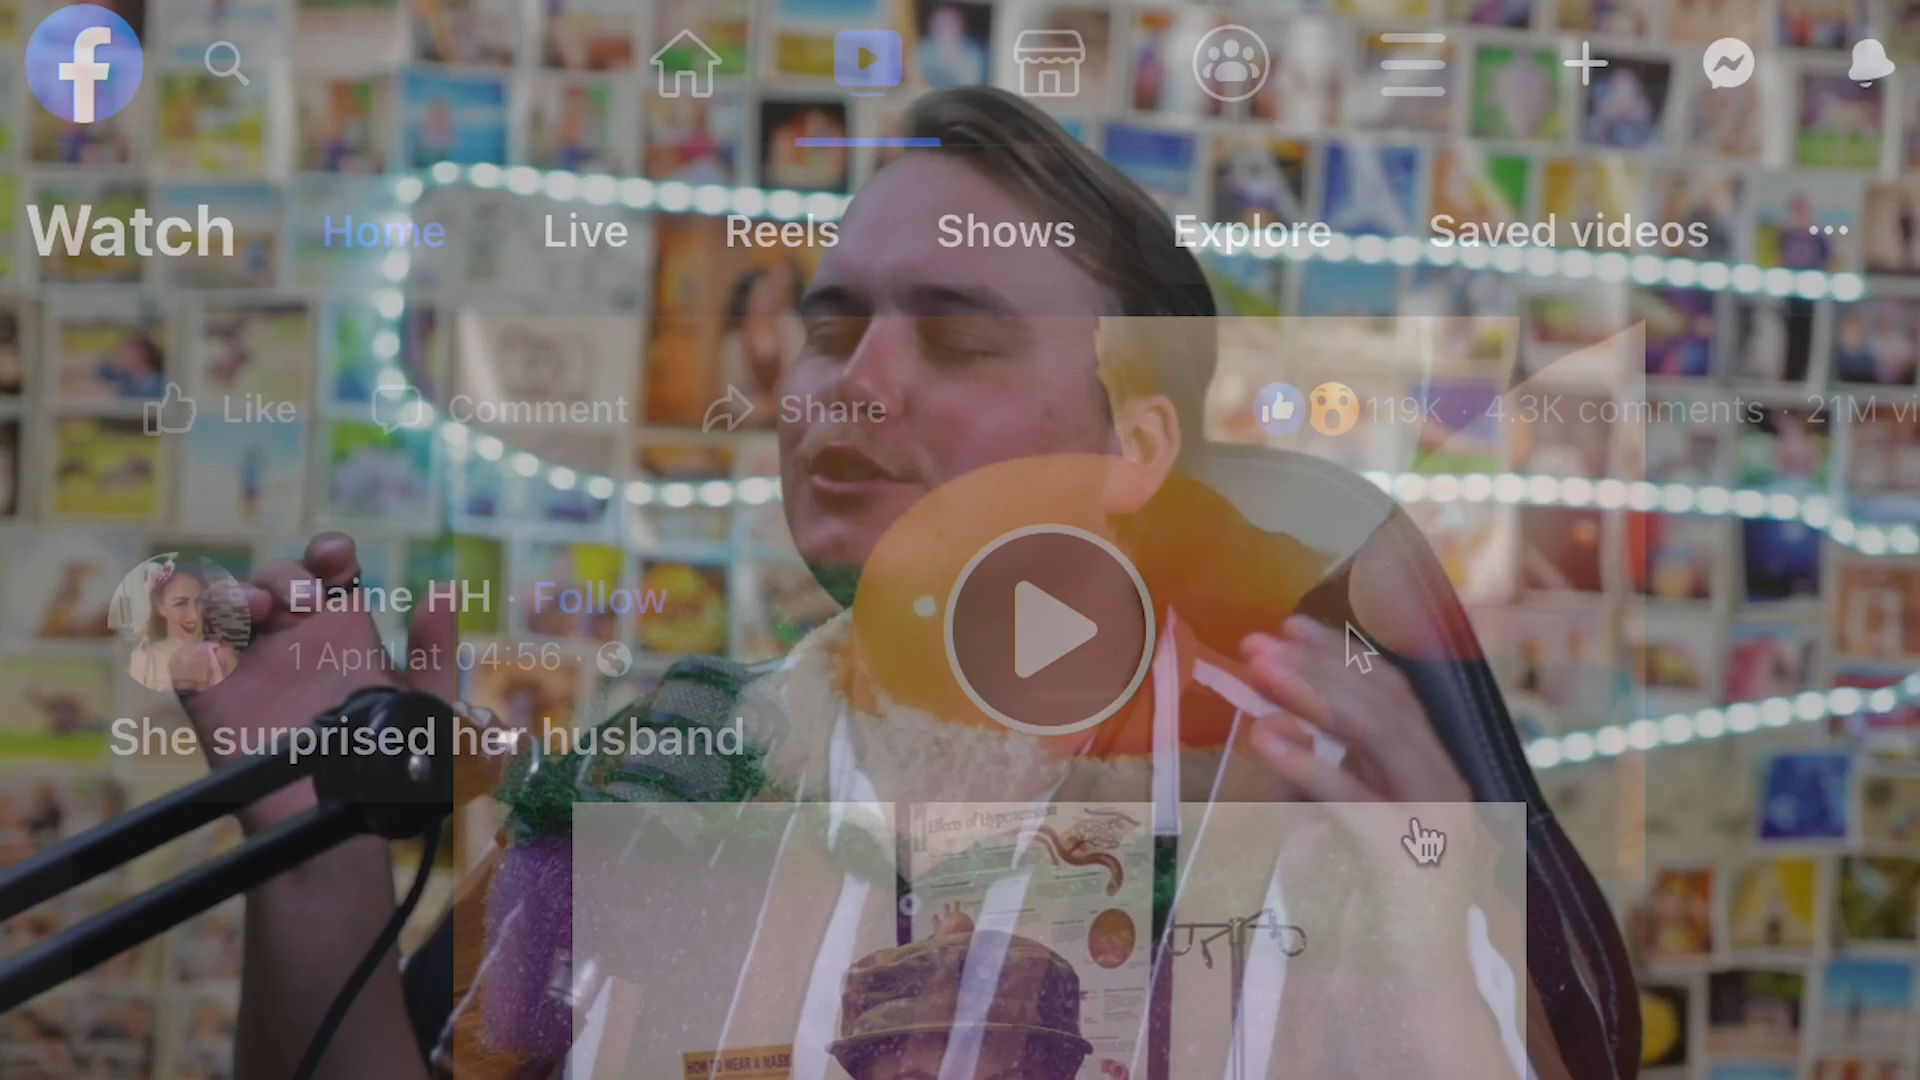 f
Watch Home Live Reels Shows Explore Saved videos ...
Like Comment Share 119K · 4.3K comments · 21M vi
Elaine HH · Follow
1 April at 04:56 ·
She surprised her husband
Effects of Hypertension
HOW TO WEAR A MASK